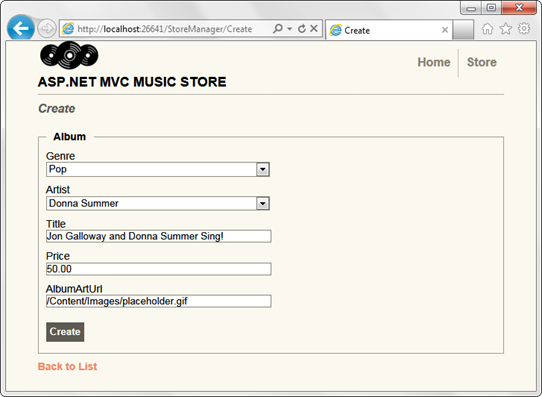 http://localhost:26641/StoreManager/Create
Create
Home
Store
ASP.NET MVC MUSIC STORE
Create
Album
Genre
Pop
Artist
Donna Summer
Title
Jon Galloway and Donna Summer Sing!
Price
50.00
AlbumArtUrl
/Content/Images/placeholder.gif
Create
Back to List